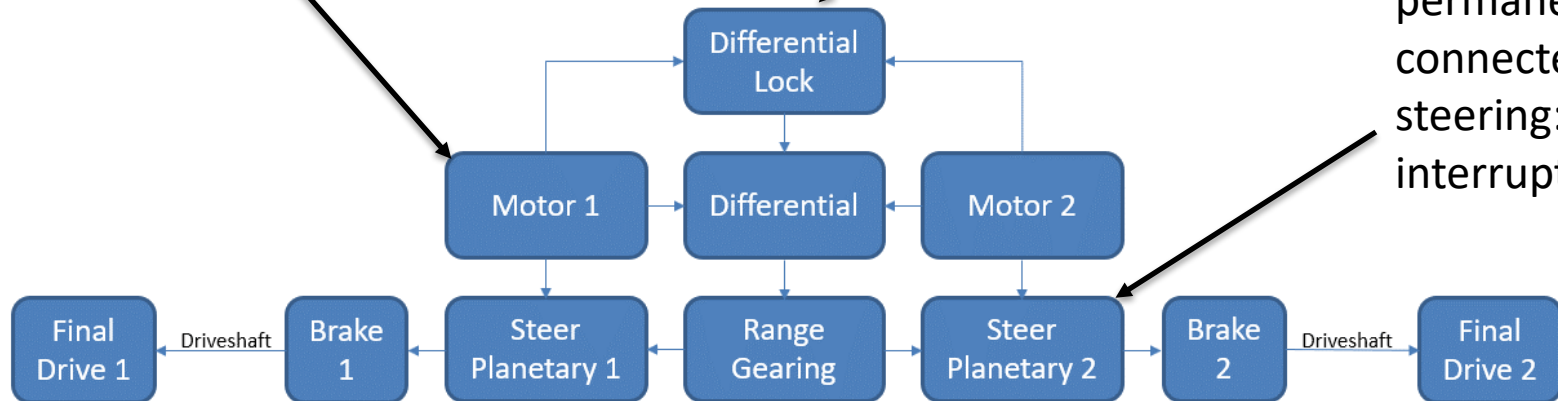 Differential
Lock
connecte
steering:
interrupt
Motor 1
Differential
Motor 2
Final
Drive 1
Driveshaft
Brake
1
Steer
Planetary 1
Range
Gearing
Steer
Planetary 2
Brake
2
Driveshaft
Final
Drive 2